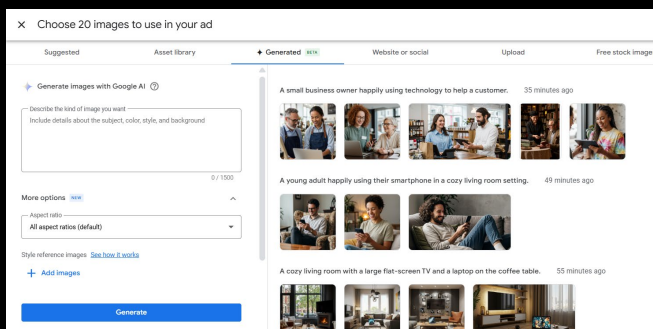 Choose 20 images to use in your ad
Suggested
Asset library
Generated BETA
Website or social
Upload
Free stock image
Generate images with Google AI
Describe the kind of image you want
Include details about the subject, color, style, and background
0 / 1500
More options NEW
Aspect ratio
All aspect ratios (default)
Style reference images See how it works
+ Add images
Generate
A small business owner happily using technology to help a customer. 35 minutes ago
A young adult happily using their smartphone in a cozy living room setting. 49 minutes ago
A cozy living room with a large flat-screen TV and a laptop on the coffee table. 55 minutes ago